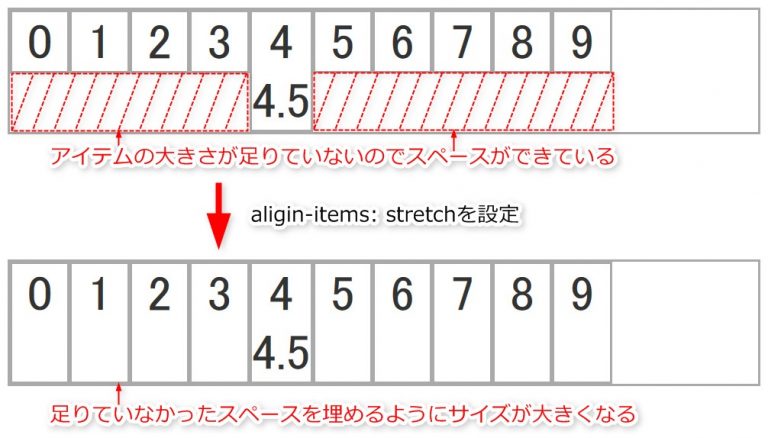 0 1 2 3 4 5 6 7 8 9
4.5
アイテムの大きさが足りていないのでスペースができている
aligin-items: stretchを設定
0 1 2 3 4 5 6 7 8 9
4.5
足りていなかったスペースを埋めるようにサイズが大きくなる